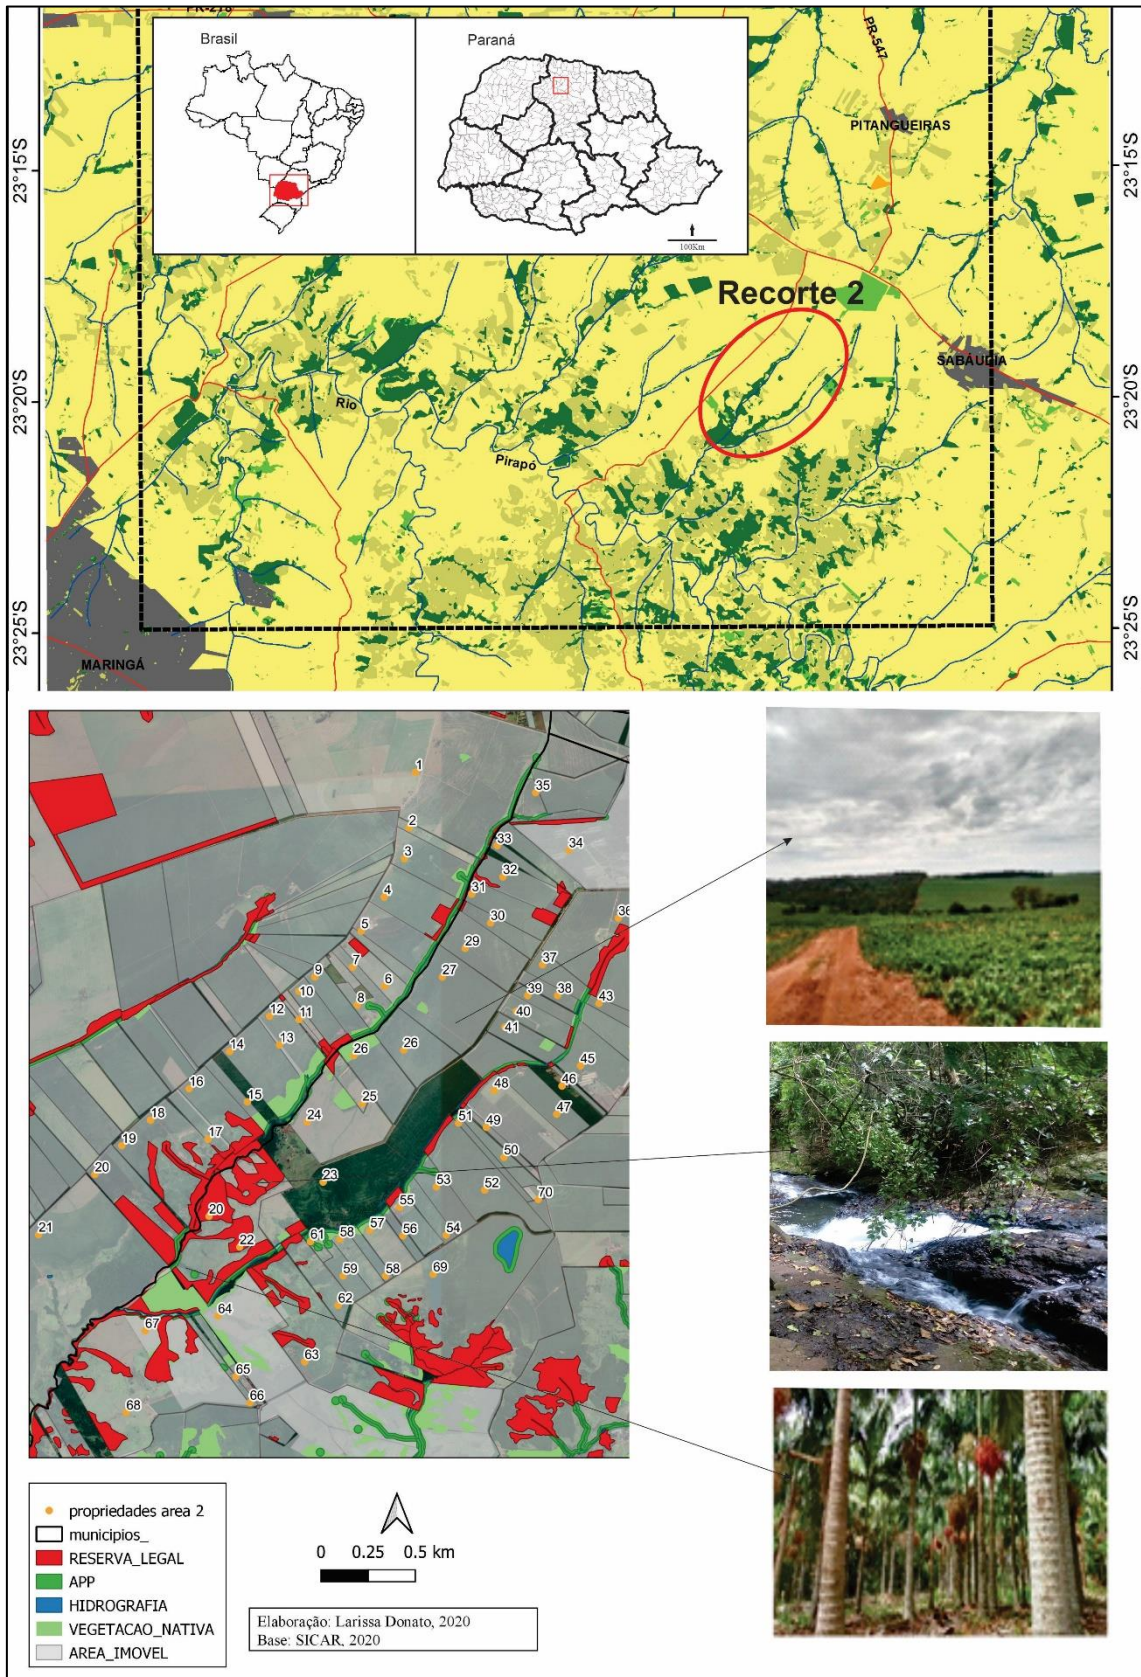 PR-218
Brasil
Paraná
100Km
PR-547
PITANGUEIRAS
23°15'S
23°15'S
Recorte 2
SABÁUDIA
23°20'S
23°20'S
Rio
Pirapó
23°25'S
23°25'S
MARINGÁ
1
35
2
33
34
3
32
31
4
30
36
5
29
37
7
9
6
27
10
8
39
38
43
12
11
40
41
13
26
26
14
45
16
48
46
15
25
18
24
51
49
47
17
19
50
20
23
53
52
70
55
20
57
21
61
58
56
54
22
59
58
69
62
64
67
63
65
66
68
propriedades area 2
municipios_
RESERVA_LEGAL
APP
HIDROGRAFIA
VEGETACAO_NATIVA
AREA_IMOVEL
0 0.25 0.5 km
Elaboração: Larissa Donato, 2020
Base: SICAR, 2020